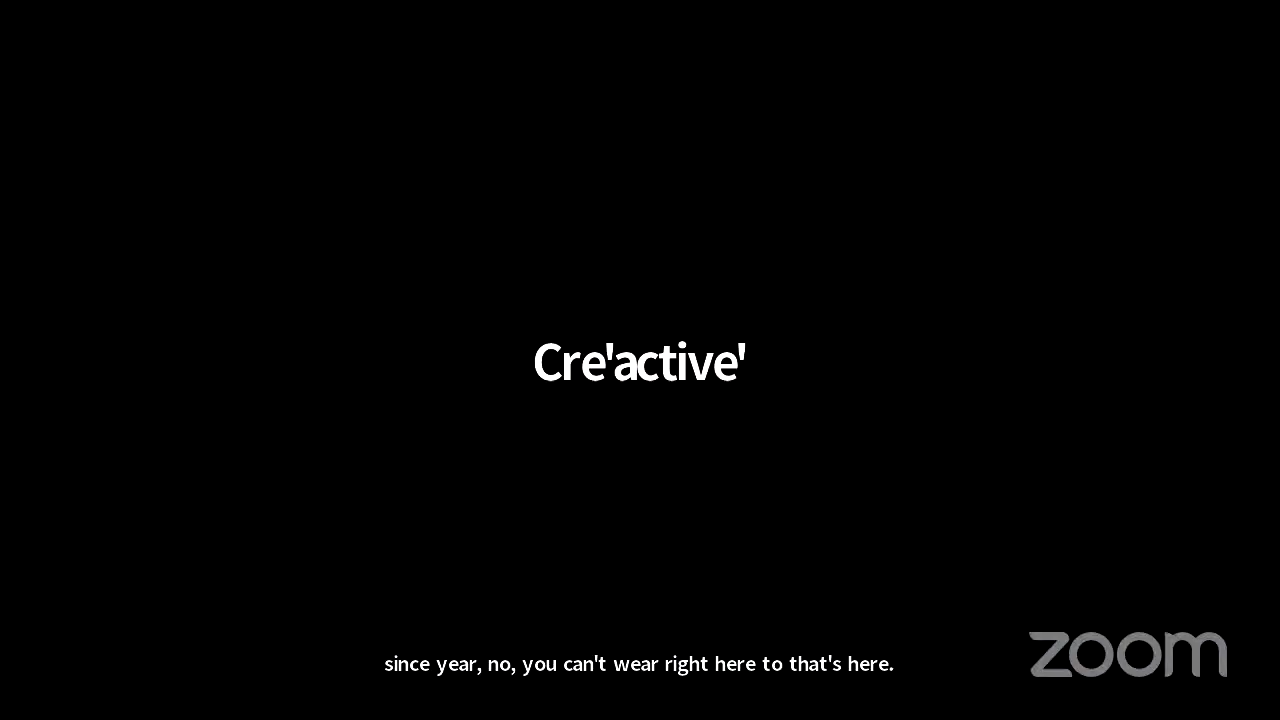 Cre'active'
since year, no, you can't wear right here to that's here.
zoom